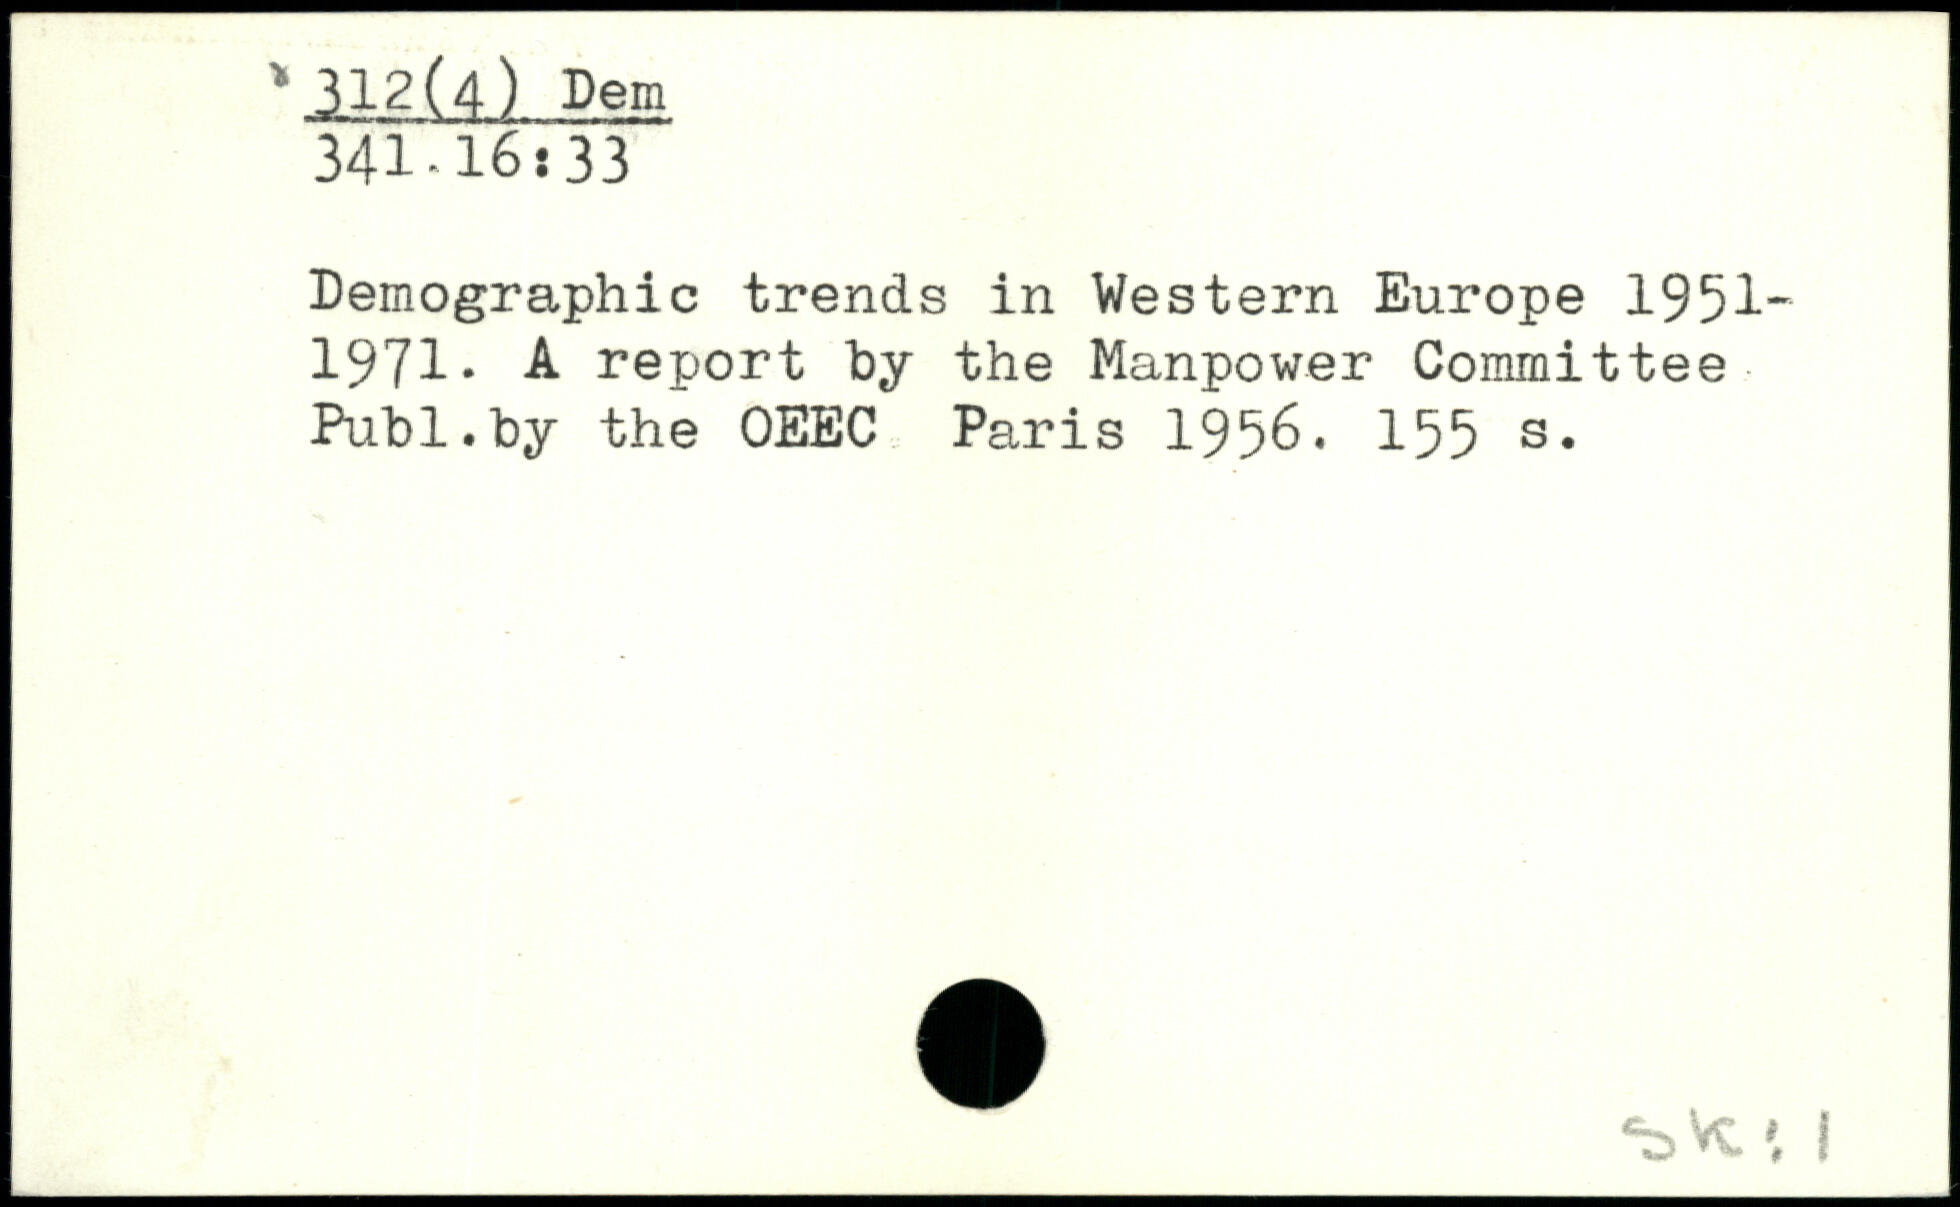 312(4) Dem
341.16:33
Demographic trends in Western Europe 1951-
1971. A report by the Manpower Committee.
Publ.by the OEEC. Paris 1956. 155 s.
SK:1